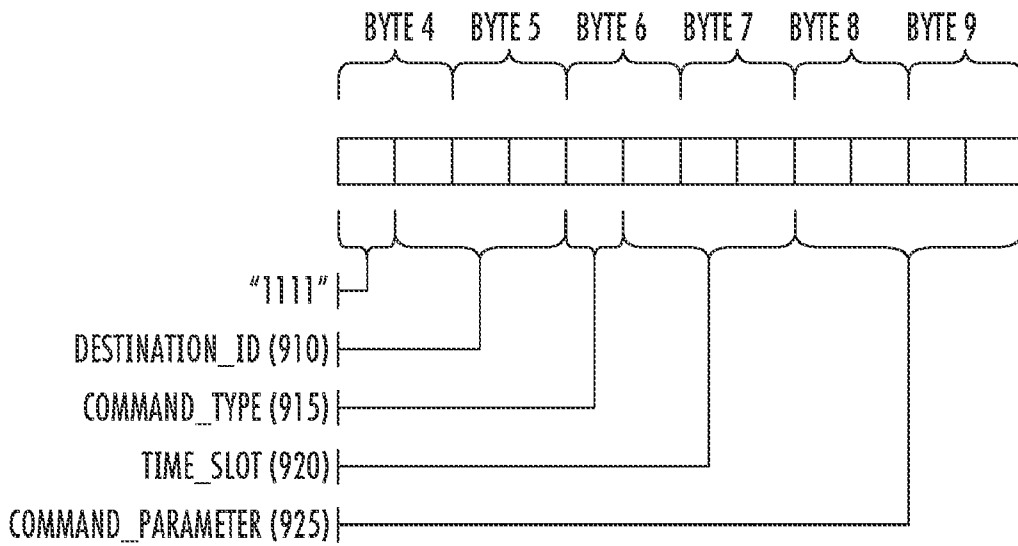 BYTE 4 BYTE 5 BYTE 6 BYTE 7 BYTE 8 BYTE 9
"1111"
DESTINATION_ID (910)
COMMAND_TYPE (915)
TIME_SLOT (920)
COMMAND_PARAMETER (925)